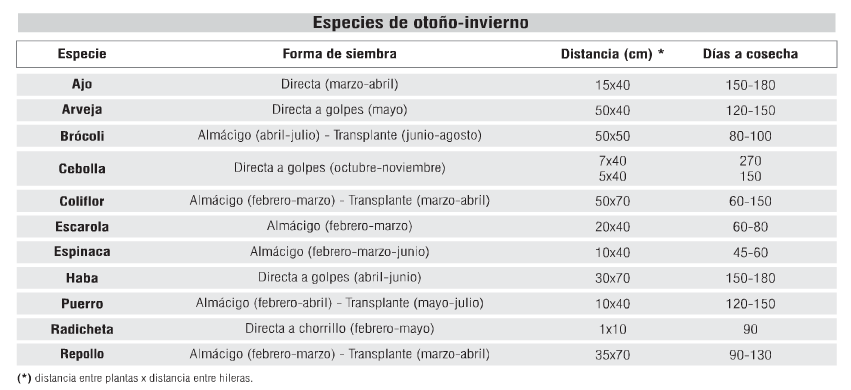 Especies de otoño-invierno
Especie Forma de siembra Distancia (cm) * Días a cosecha
Ajo Directa (marzo-abril) 15x40 150-180
Arveja Directa a golpes (mayo) 50x40 120-150
Brócoli Almácigo (abril-julio) - Transplante (junio-agosto) 50x50 80-100
Cebolla Directa a golpes (octubre-noviembre) 7x40 270
5x40 150
Coliflor Almácigo (febrero-marzo) - Transplante (marzo-abril) 50x70 60-150
Escarola Almácigo (febrero-marzo) 20x40 60-80
Espinaca Almácigo (febrero-marzo-junio) 10x40 45-60
Haba Directa a golpes (abril-junio) 30x70 150-180
Puerro Almácigo (febrero-abril) - Transplante (mayo-julio) 10x40 120-150
Radicheta Directa a chorrillo (febrero-mayo) 1x10 90
Repollo Almácigo (febrero-marzo) - Transplante (marzo-abril) 35x70 90-130
(*) distancia entre plantas x distancia entre hileras.